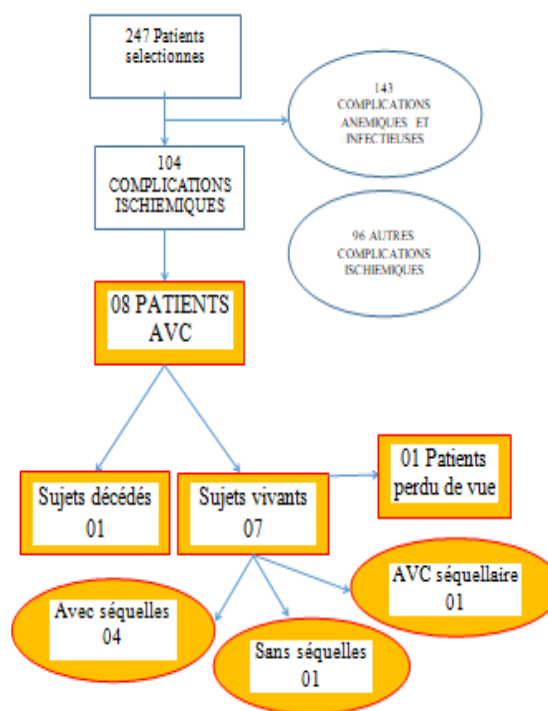 247 Patients
selectionnes
143
COMPLICATIONS
ANEMIQUES ET
INFECTIEUSES
104
COMPLICATIONS
ISCHIEMIQUES
96 AUTRES
COMPLICATIONS
ISCHIEMIQUES
08 PATIENTS
AVC
01 Patients
perdu de vue
Sujets décédés
01
Sujets vivants
07
AVC séquellaire
01
Avec séquelles
04
Sans séquelles
01